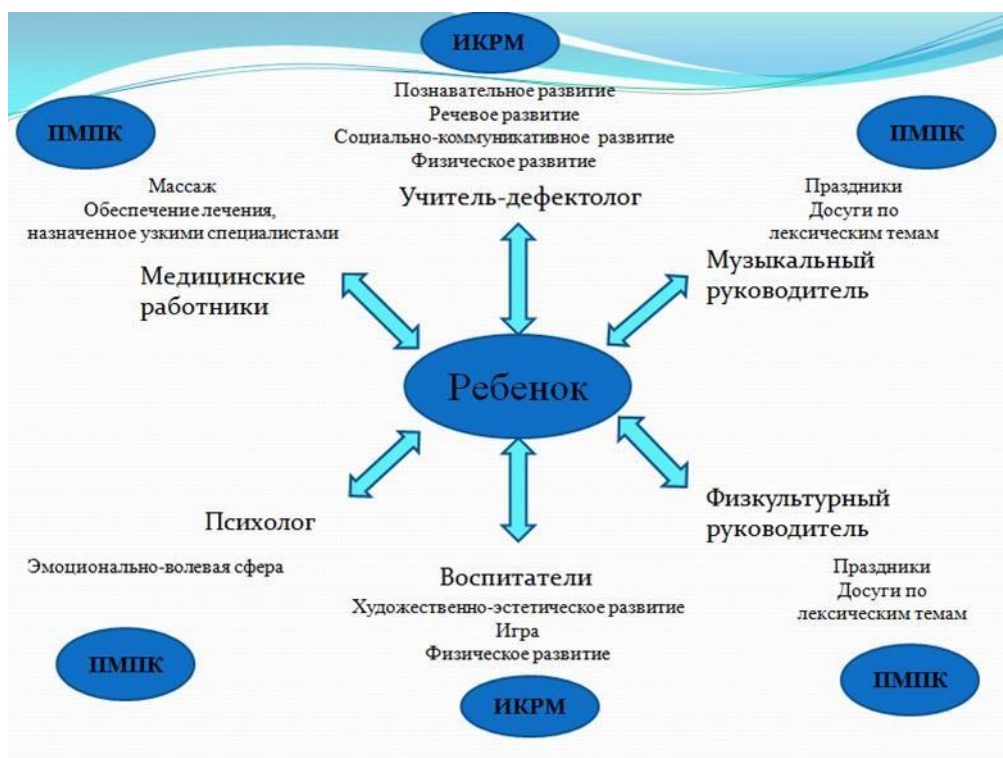 ИКРМ
Познавательное развитие
Речевое развитие
Социально-коммуникативное развитие
Физическое развитие
Учитель-дефектолог
ПМПК
Массаж
Обеспечение лечения,
назначенное узкими специалистами
Медицинские
работники
ПМПК
Праздники
Досуги по
лексическим темам
Музыкальный
руководитель
Ребенок
Психолог
Эмоционально-волевая сфера
ПМПК
Воспитатели
Художественно-эстетическое развитие
Игра
Физическое развитие
ИКРМ
Физкультурный
руководитель
Праздники
Досуги по
лексическим темам
ПМПК